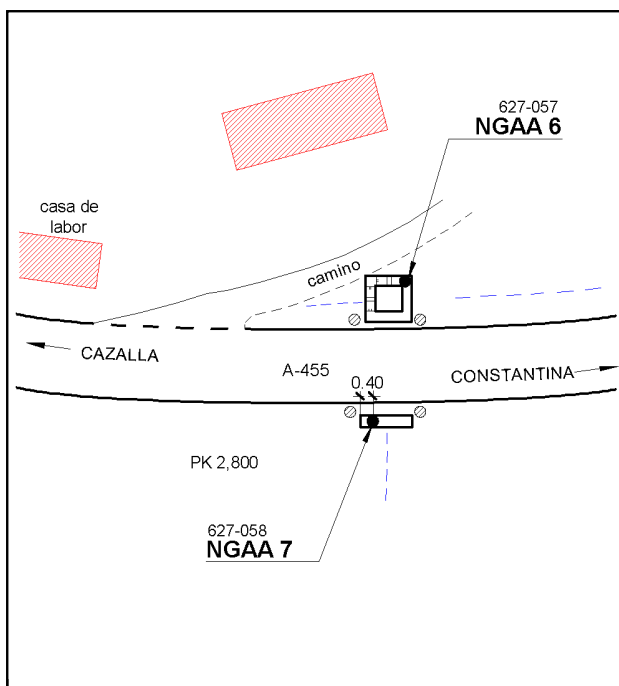 627-057
NGAA 6
casa de
labor
camino
CAZALLA
A-455
0.40
CONSTANTINA
PK 2,800
627-058
NGAA 7